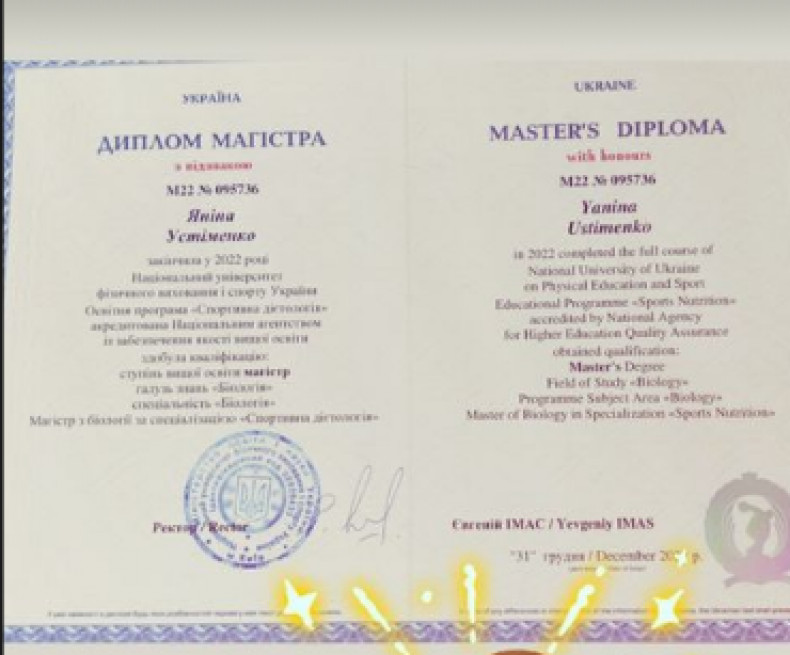 УКРАЇНА
ДИПЛОМ МАГІСТРА
з відзнакою
М22 № 095736
Яніна
Устіменко
закінчила у 2022 році
Національний університет
фізичного виховання і спорту України
Освітня програма «Спортивна дієтологія»
акредитована Національним агентством
із забезпечення якості вищої освіти
здобула кваліфікацію:
ступінь вищої освіти магістр
галузь знань «Біологія»
спеціальність «Біологія»
Магістр з біології за спеціалізацією «Спортивна дієтологія»
Ректор / Rector
UKRAINE
MASTER'S DIPLOMA
with honours
М22 № 095736
Yanina
Ustimenko
in 2022 completed the full course of
National University of Ukraine
on Physical Education and Sport
Educational Programme «Sports Nutrition»
accredited by National Agency
for Higher Education Quality Assurance
obtained qualification:
Master's Degree
Field of Study «Biology»
Programme Subject Area «Biology»
Master of Biology in Specialization «Sports Nutrition»
Євгеній ІМАС / Yevgeniy IMAS
"31" грудня / December р.